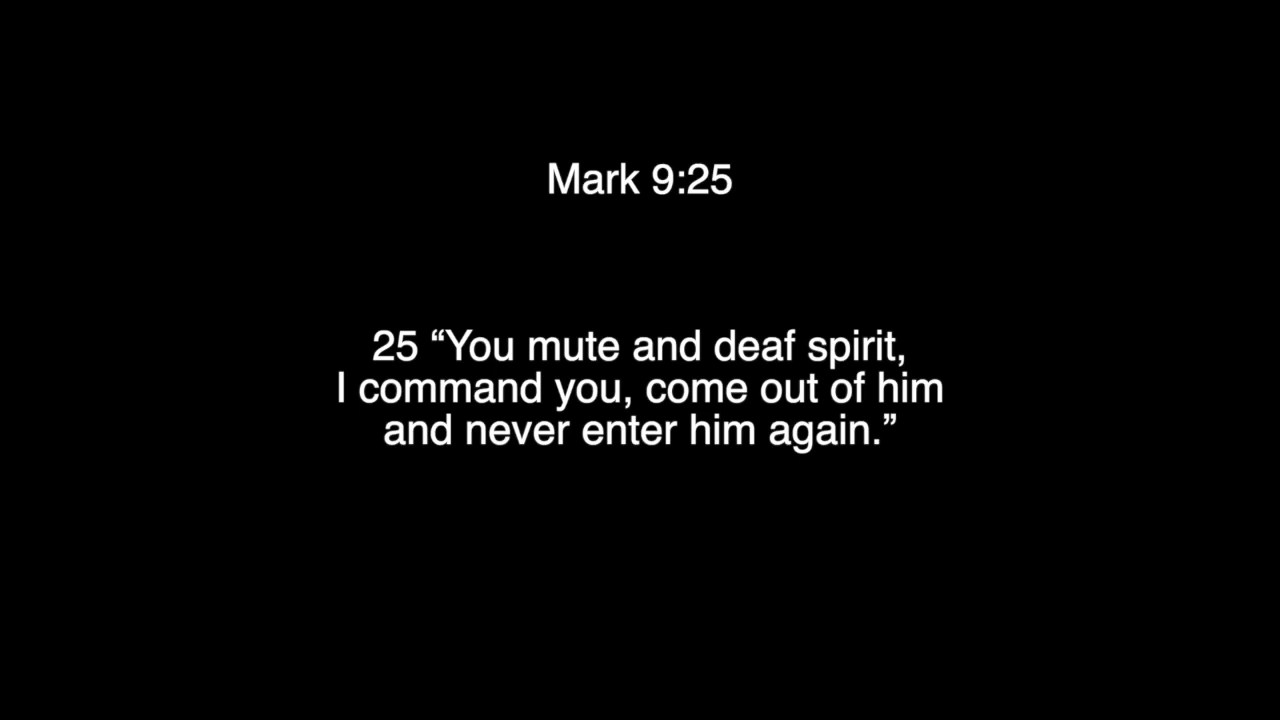 Mark 9:25
25 “You mute and deaf spirit,
I command you, come out of him
and never enter him again.”